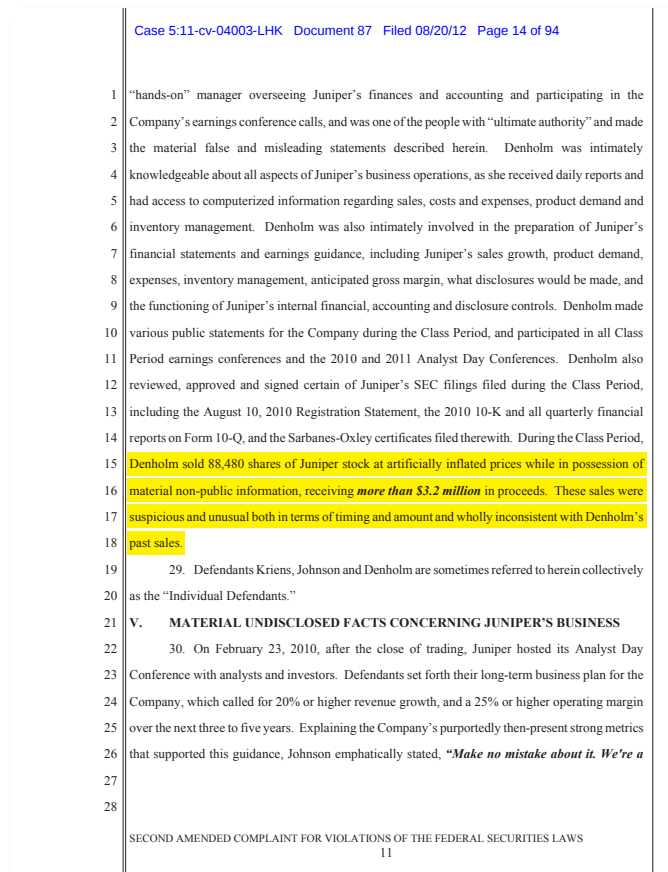 Case 5:11-cv-04003-LHK Document 87 Filed 08/20/12 Page 14 of 94
1 “hands-on” manager overseeing Juniper’s finances and accounting and participating in the
2 Company’s earnings conference calls, and was one of the people with “ultimate authority” and made
3 the material false and misleading statements described herein. Denholm was intimately
4 knowledgeable about all aspects of Juniper’s business operations, as she received daily reports and
5 had access to computerized information regarding sales, costs and expenses, product demand and
6 inventory management. Denholm was also intimately involved in the preparation of Juniper’s
7 financial statements and earnings guidance, including Juniper’s sales growth, product demand,
8 expenses, inventory management, anticipated gross margin, what disclosures would be made, and
9 the functioning of Juniper’s internal financial, accounting and disclosure controls. Denholm made
10 various public statements for the Company during the Class Period, and participated in all Class
11 Period earnings conferences and the 2010 and 2011 Analyst Day Conferences. Denholm also
12 reviewed, approved and signed certain of Juniper’s SEC filings filed during the Class Period,
13 including the August 10, 2010 Registration Statement, the 2010 10-K and all quarterly financial
14 reports on Form 10-Q, and the Sarbanes-Oxley certificates filed therewith. During the Class Period,
15 Denholm sold 88,480 shares of Juniper stock at artificially inflated prices while in possession of
16 material non-public information, receiving more than $3.2 million in proceeds. These sales were
17 suspicious and unusual both in terms of timing and amount and wholly inconsistent with Denholm’s
18 past sales.
19 29. Defendants Kriens, Johnson and Denholm are sometimes referred to herein collectively
20 as the “Individual Defendants.”
21 V. MATERIAL UNDISCLOSED FACTS CONCERNING JUNIPER’S BUSINESS
22 30. On February 23, 2010, after the close of trading, Juniper hosted its Analyst Day
23 Conference with analysts and investors. Defendants set forth their long-term business plan for the
24 Company, which called for 20% or higher revenue growth, and a 25% or higher operating margin
25 over the next three to five years. Explaining the Company’s purportedly then-present strong metrics
26 that supported this guidance, Johnson emphatically stated, “Make no mistake about it. We're a
27
28
SECOND AMENDED COMPLAINT FOR VIOLATIONS OF THE FEDERAL SECURITIES LAWS
11